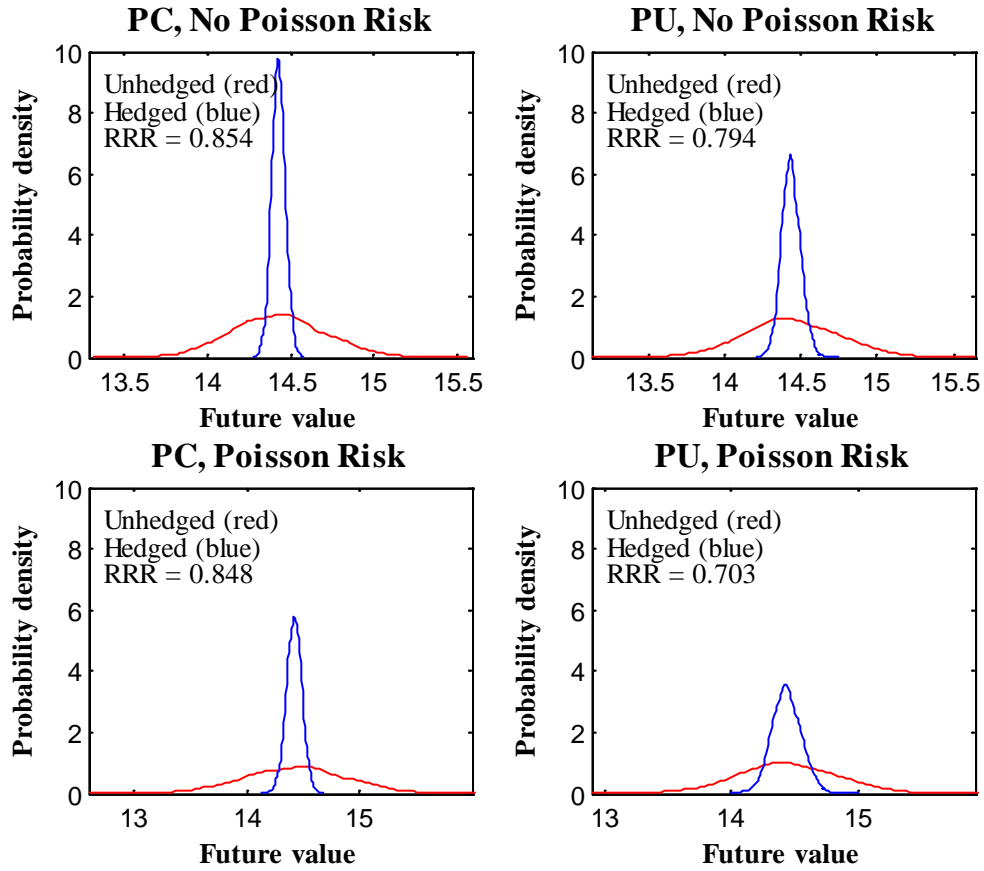 PC, No Poisson Risk
10
8
6
4
2
0
Probability density
Unhedged (red)
Hedged (blue)
RRR = 0.854
13.5 14 14.5 15 15.5
Future value
PU, No Poisson Risk
10
8
6
4
2
0
Probability density
Unhedged (red)
Hedged (blue)
RRR = 0.794
13.5 14 14.5 15 15.5
Future value
PC, Poisson Risk
10
8
6
4
2
0
Probability density
Unhedged (red)
Hedged (blue)
RRR = 0.848
13 14 15
Future value
PU, Poisson Risk
10
8
6
4
2
0
Probability density
Unhedged (red)
Hedged (blue)
RRR = 0.703
13 14 15
Future value